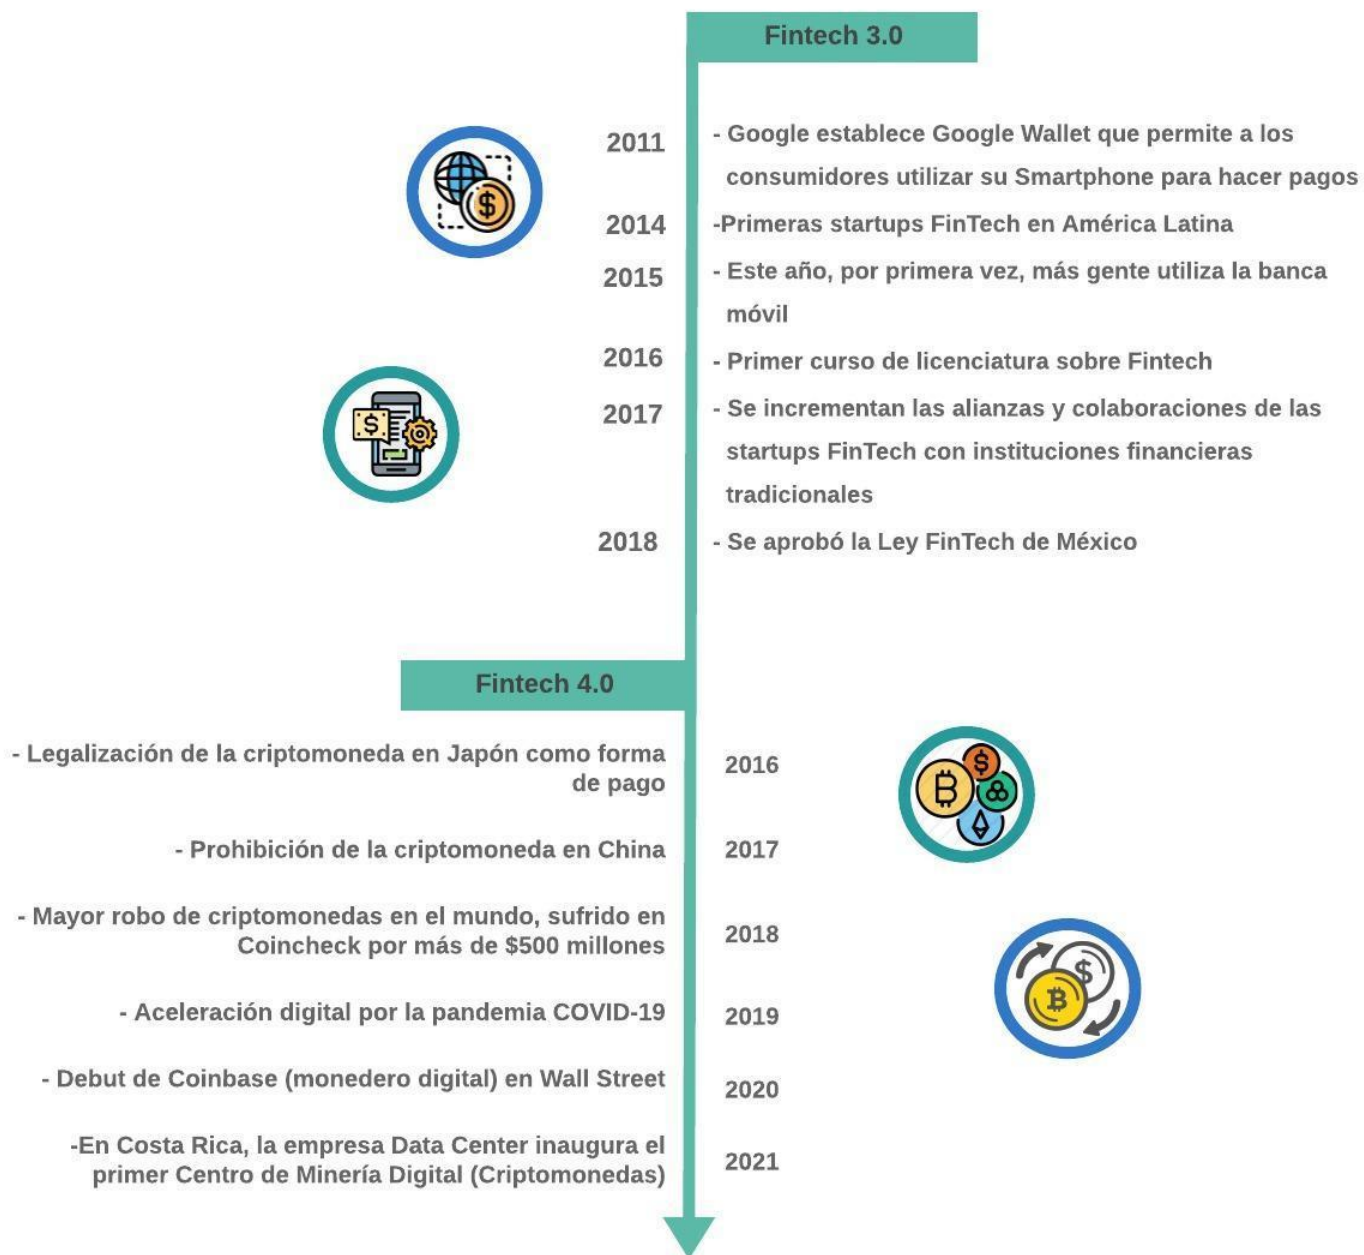 Fintech 3.0
2011
- Google establece Google Wallet que permite a los
consumidores utilizar su Smartphone para hacer pagos
2014
-Primeras startups FinTech en América Latina
2015
- Este año, por primera vez, más gente utiliza la banca
móvil
2016
- Primer curso de licenciatura sobre Fintech
2017
- Se incrementan las alianzas y colaboraciones de las
startups FinTech con instituciones financieras
tradicionales
2018
- Se aprobó la Ley FinTech de México
Fintech 4.0
- Legalización de la criptomoneda en Japón como forma
de pago
2016
- Prohibición de la criptomoneda en China
2017
- Mayor robo de criptomonedas en el mundo, sufrido en
Coincheck por más de $500 millones
2018
- Aceleración digital por la pandemia COVID-19
2019
- Debut de Coinbase (monedero digital) en Wall Street
2020
-En Costa Rica, la empresa Data Center inaugura el
primer Centro de Minería Digital (Criptomonedas)
2021